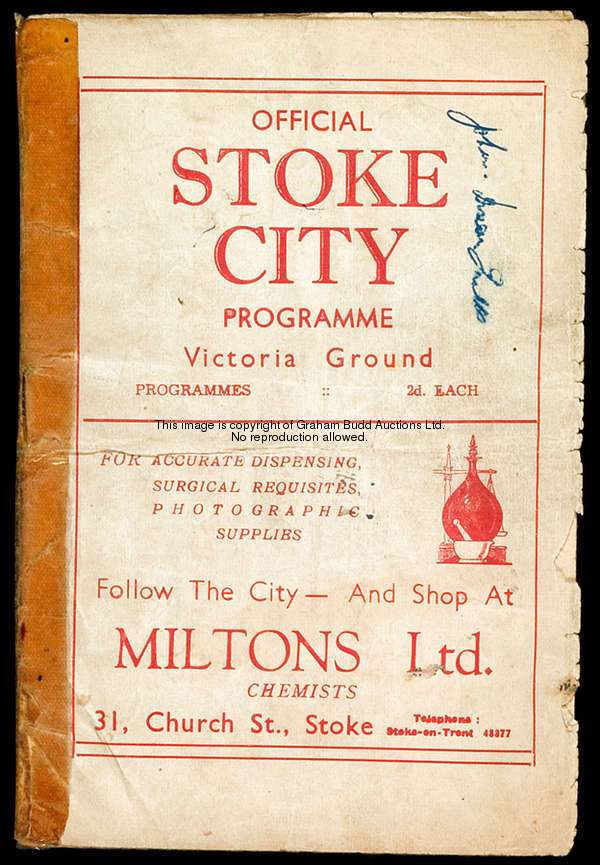 OFFICIAL
STOKE
CITY
PROGRAMME
Victoria Ground
PROGRAMMES :: 2d. EACH
This image is copyright of Graham Budd Auctions Ltd.
No reproduction allowed.
FOR ACCURATE DISPENSING,
SURGICAL REQUISITES,
PHOTOGRAPHIC
SUPPLIES
Follow The City — And Shop At
MILTONS Ltd.
CHEMISTS
31, Church St., Stoke
Telephone :
Stoke-on-Trent 48377